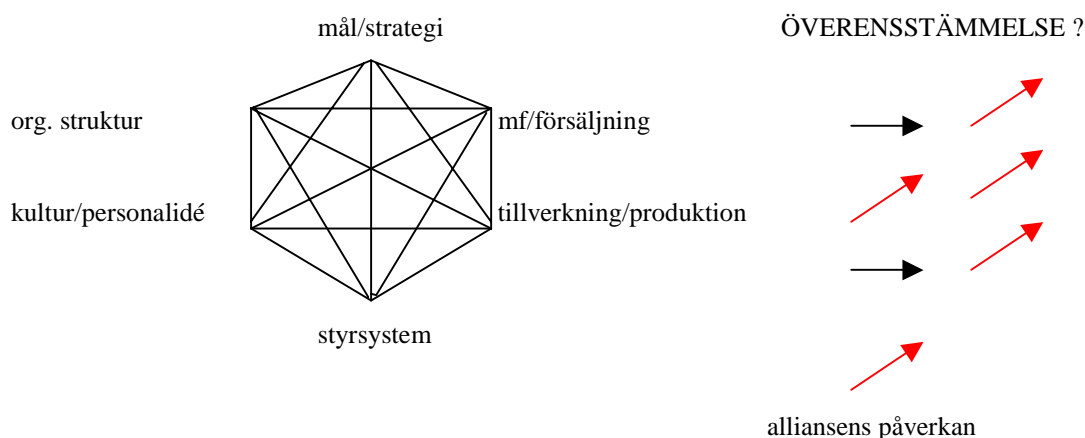 mål/strategi
ÖVERENSSTÄMMELSE ?
org. struktur
mf/försäljning
kultur/personalidé
tillverkning/produktion
styrsystem
alliansens påverkan